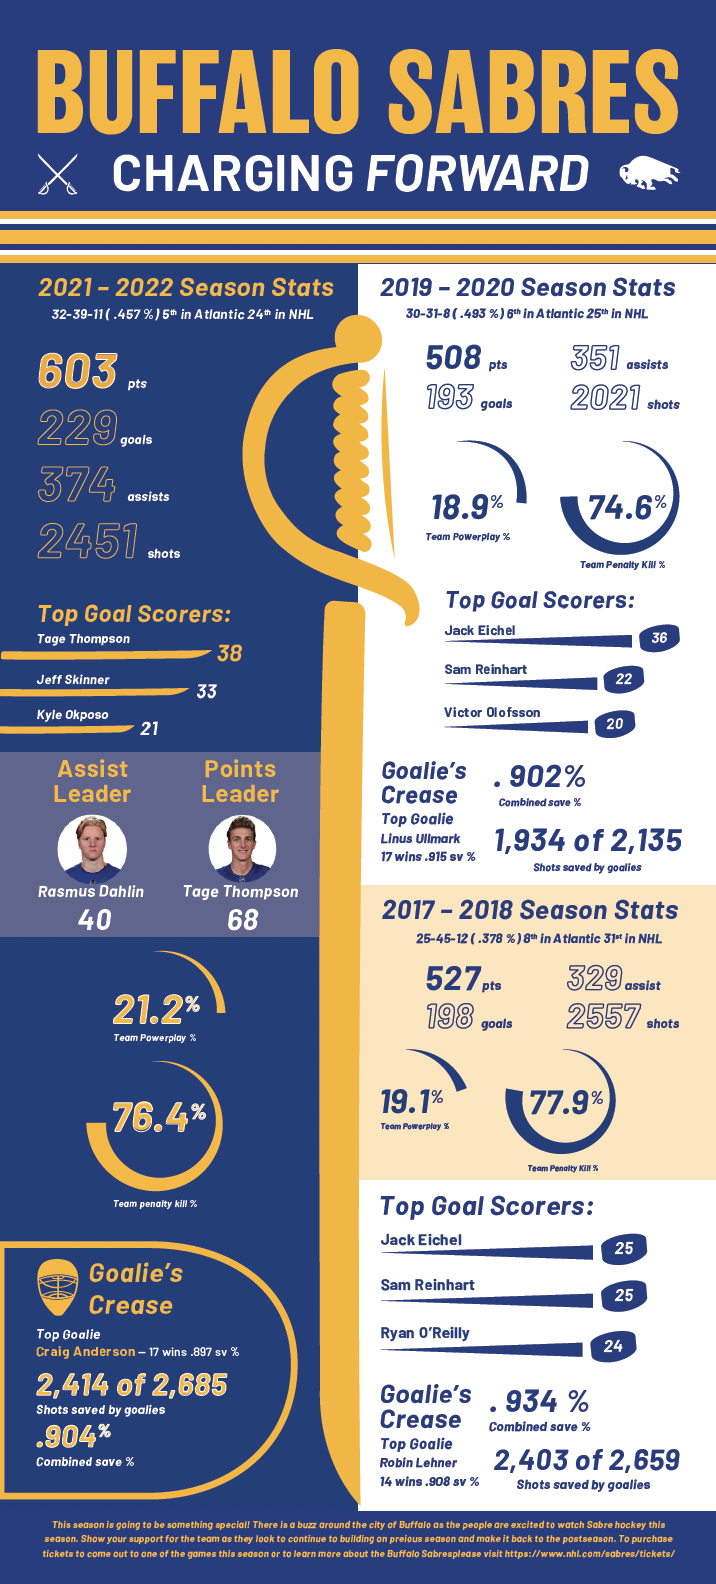 BUFFALO SABRES
CHARGING FORWARD
2021 – 2022 Season Stats
32-39-11 ( .457 %) 5th in Atlantic 24th in NHL
603 pts
229 goals
374 assists
2451 shots
Top Goal Scorers:
Tage Thompson
38
Jeff Skinner
33
Kyle Okposo
21
Assist
Leader
Rasmus Dahlin
40
Points
Leader
Tage Thompson
68
21.2%
Team Powerplay %
76.4%
Team penalty kill %
Goalie's
Crease
Top Goalie
Craig Anderson – 17 wins .897 sv %
2,414 of 2,685
Shots saved by goalies
.904%
Combined save %
2019 – 2020 Season Stats
30-31-8 ( .493 %) 6th in Atlantic 25th in NHL
508 pts
351 assists
193 goals
2021 shots
18.9%
Team Powerplay %
74.6%
Team Penalty Kill %
Top Goal Scorers:
Jack Eichel
36
Sam Reinhart
22
Victor Olofsson
20
Goalie's
Crease
Top Goalie
Linus Ullmark
17 wins .915 sv %
. 902%
Combined save %
1,934 of 2,135
Shots saved by goalies
2017 – 2018 Season Stats
25-45-12 ( .378 %) 8th in Atlantic 31st in NHL
527 pts
329 assist
198 goals
2557 shots
19.1%
Team Powerplay %
77.9%
Team Penalty Kill %
Top Goal Scorers:
Jack Eichel
25
Sam Reinhart
25
Ryan O'Reilly
24
Goalie's
Crease
Top Goalie
Robin Lehner
14 wins .908 sv %
. 934 %
Combined save %
2,403 of 2,659
Shots saved by goalies
This season is going to be something special! There is a buzz around the city of Buffalo as the people are excited to watch Sabre hockey this
season. Show your support for the team as they look to continue to building on preious season and make it back to the postseason. To purchase
tickets to come out to one of the games this season or to learn more about the Buffalo Sabresplease visit https://www.nhl.com/sabres/tickets/